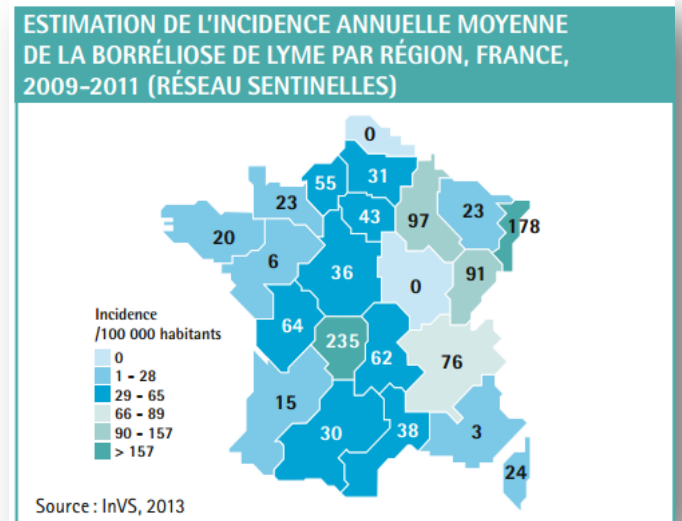 ESTIMATION DE L'INCIDENCE ANNUELLE MOYENNE
DE LA BORRÉLIOSE DE LYME PAR RÉGION, FRANCE,
2009-2011 (RÉSEAU SENTINELLES)
0
55
31
23
43
97
23
178
20
6
36
0
91
Incidence
/100 000 habitants
0
1 - 28
29 - 65
66 - 89
90 - 157
> 157
64
235
62
76
15
30
38
3
24
Source : InVS, 2013